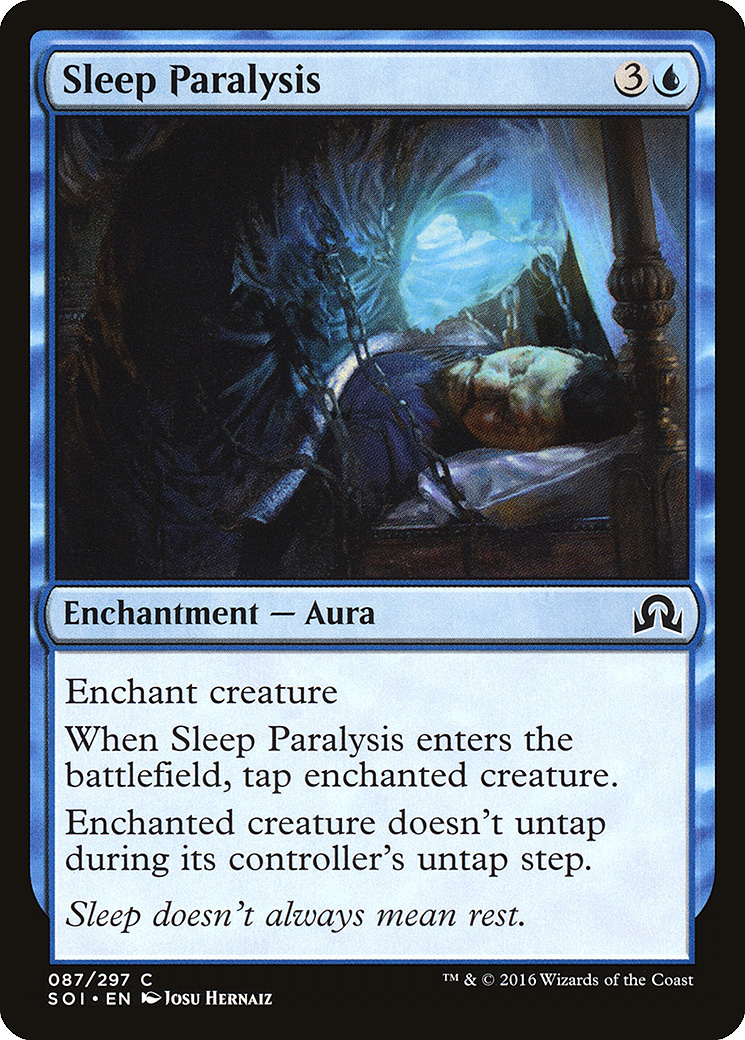 Sleep Paralysis 3
Enchantment — Aura
Enchant creature
When Sleep Paralysis enters the
battlefield, tap enchanted creature.
Enchanted creature doesn't untap
during its controller's untap step.
Sleep doesn't always mean rest.
087/297 C
SOI • EN Josu Hernaiz
™ & © 2016 Wizards of the Coast